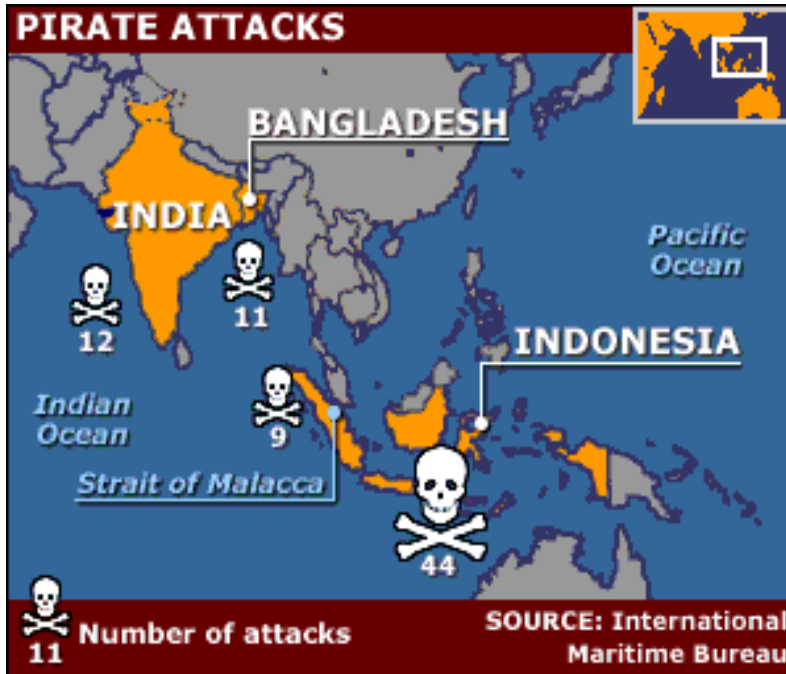 PIRATE ATTACKS
BANGLADESH
INDIA
Pacific
Ocean
11
12
INDONESIA
Indian
Ocean
9
Strait of Malacca
44
11
Number of attacks
SOURCE: International
Maritime Bureau